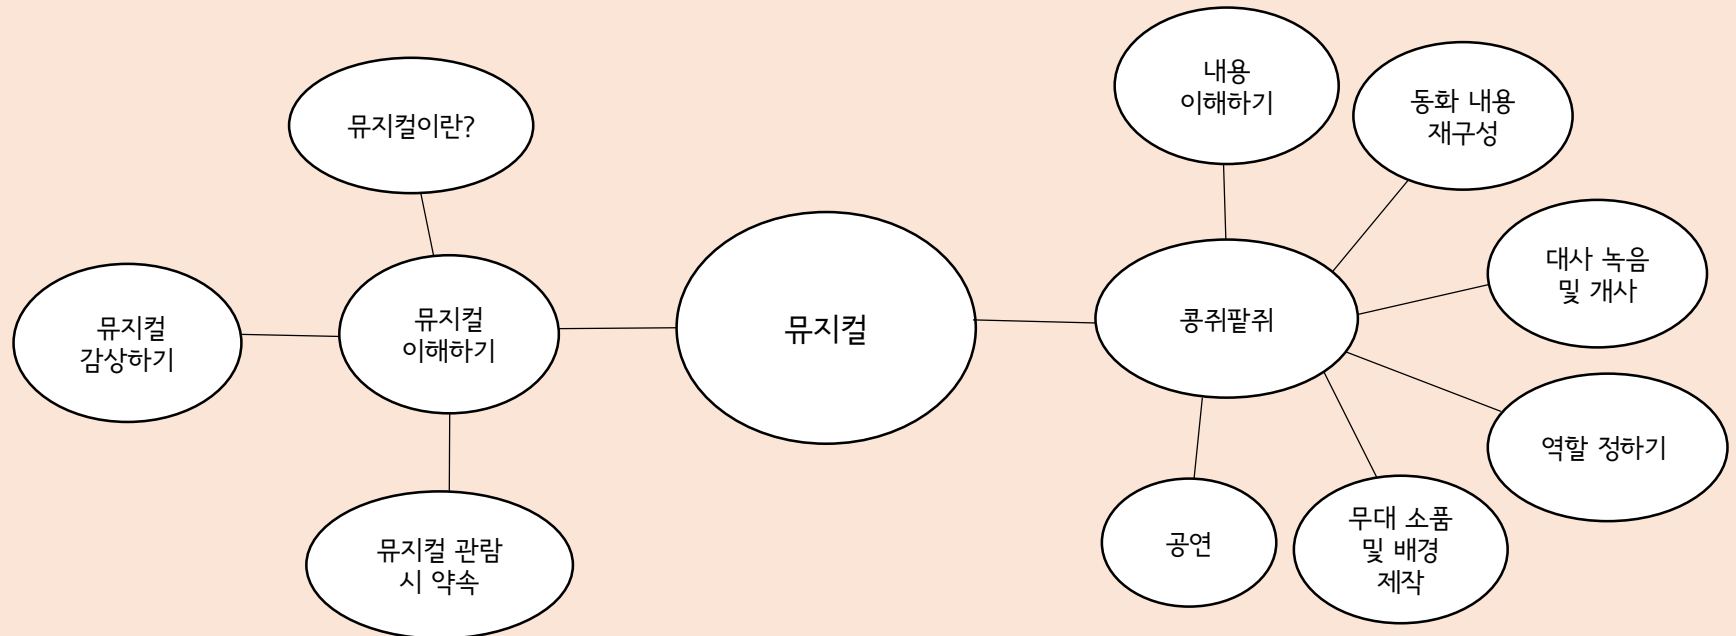 뮤지컬이란?
뮤지컬
감상하기
뮤지컬
이해하기
뮤지컬 관람
시 약속
뮤지컬
콩쥐팥쥐
내용
이해하기
동화 내용
재구성
대사 녹음
및 개사
역할 정하기
무대 소품
및 배경
제작
공연